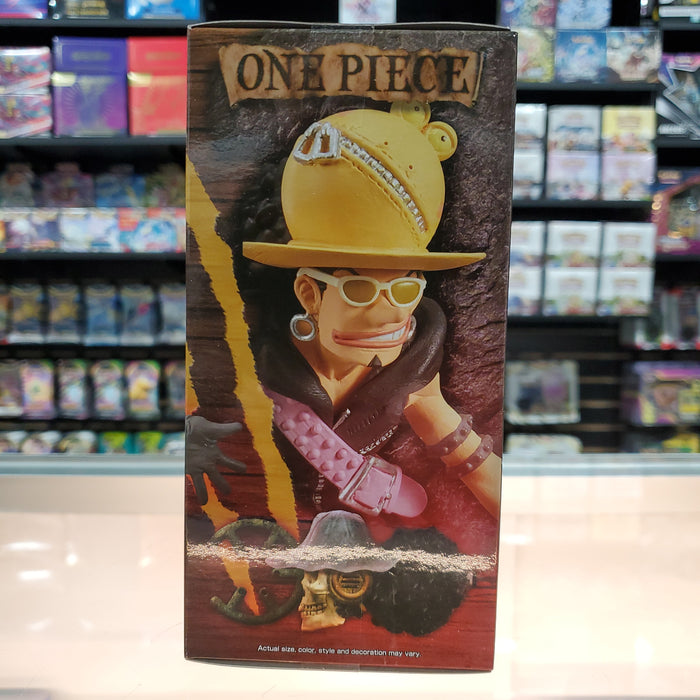 ONE PIECE
Actual size, color, style and decoration may vary.